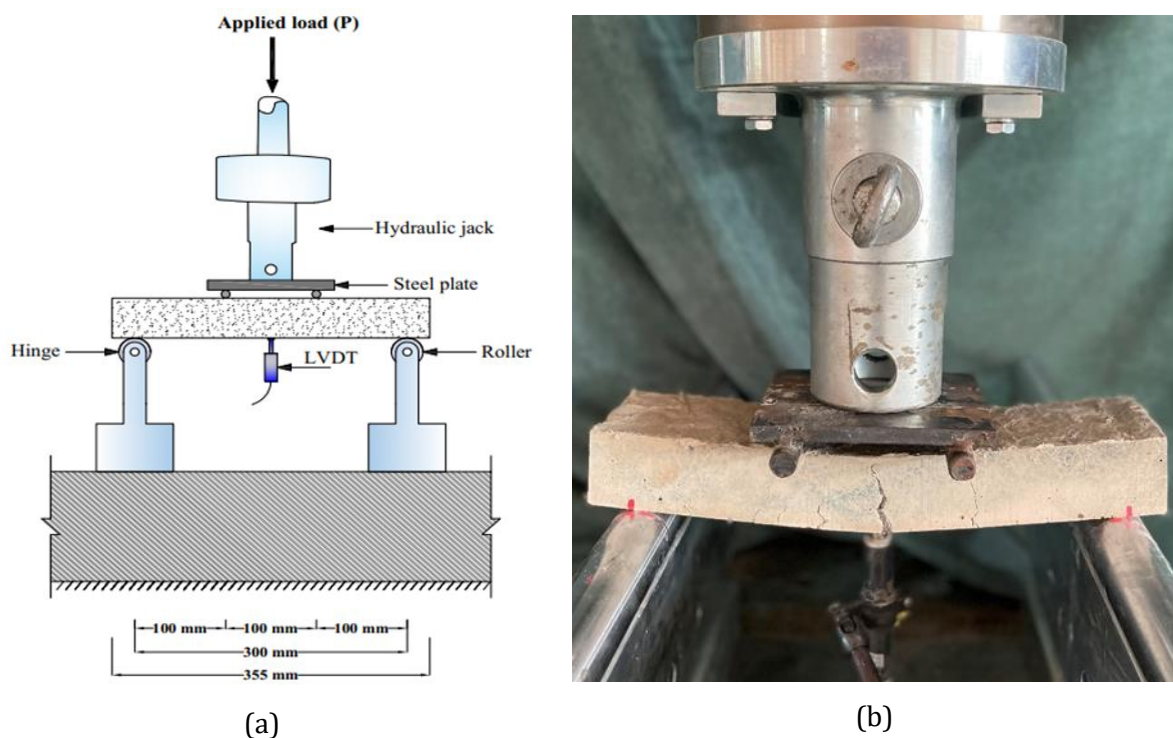 Applied load (P)
Hydraulic jack
Steel plate
Hinge
LVDT
Roller
100 mm 100 mm 100 mm
300 mm
355 mm
(a)
(b)